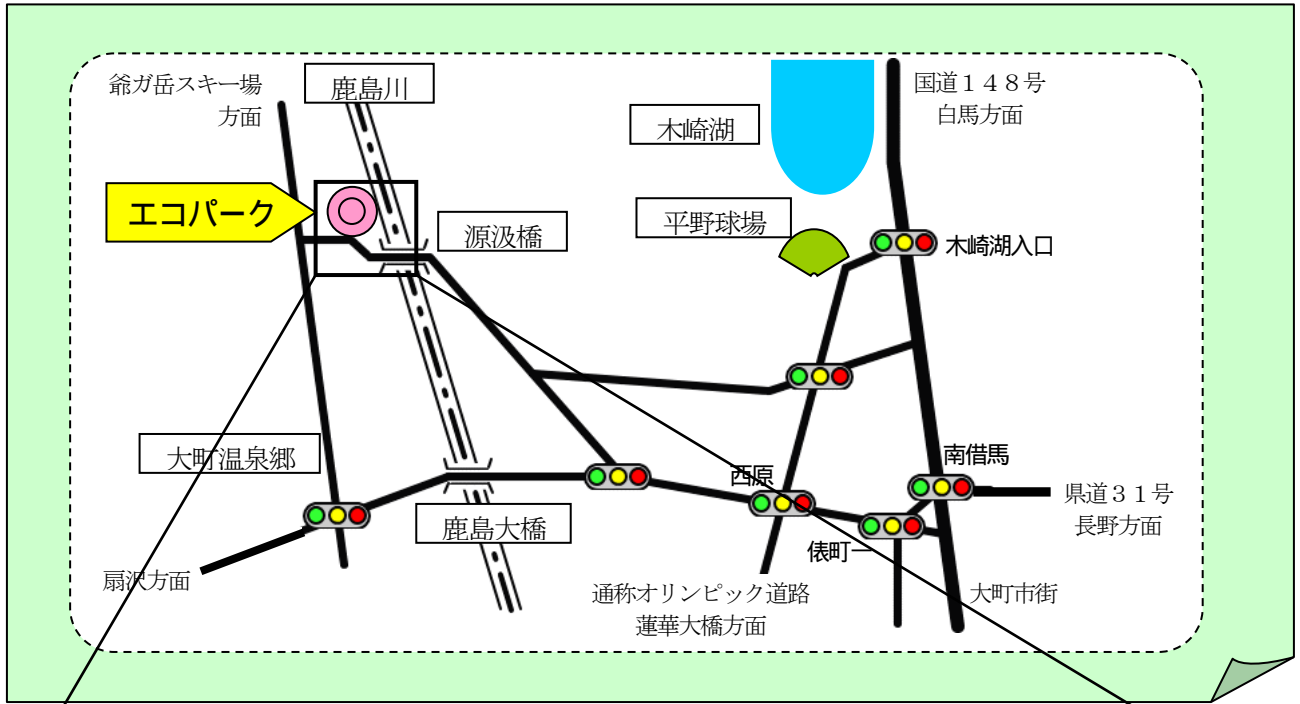 爺ガ岳スキー場
方面
鹿島川
木崎湖
国道１４８号
白馬方面
エコパーク
源汲橋
平野球場
木崎湖入口
大町温泉郷
西原
南借馬
県道３１号
長野方面
鹿島大橋
俵町一
扇沢方面
通称オリンピック道路
蓮華大橋方面
大町市街